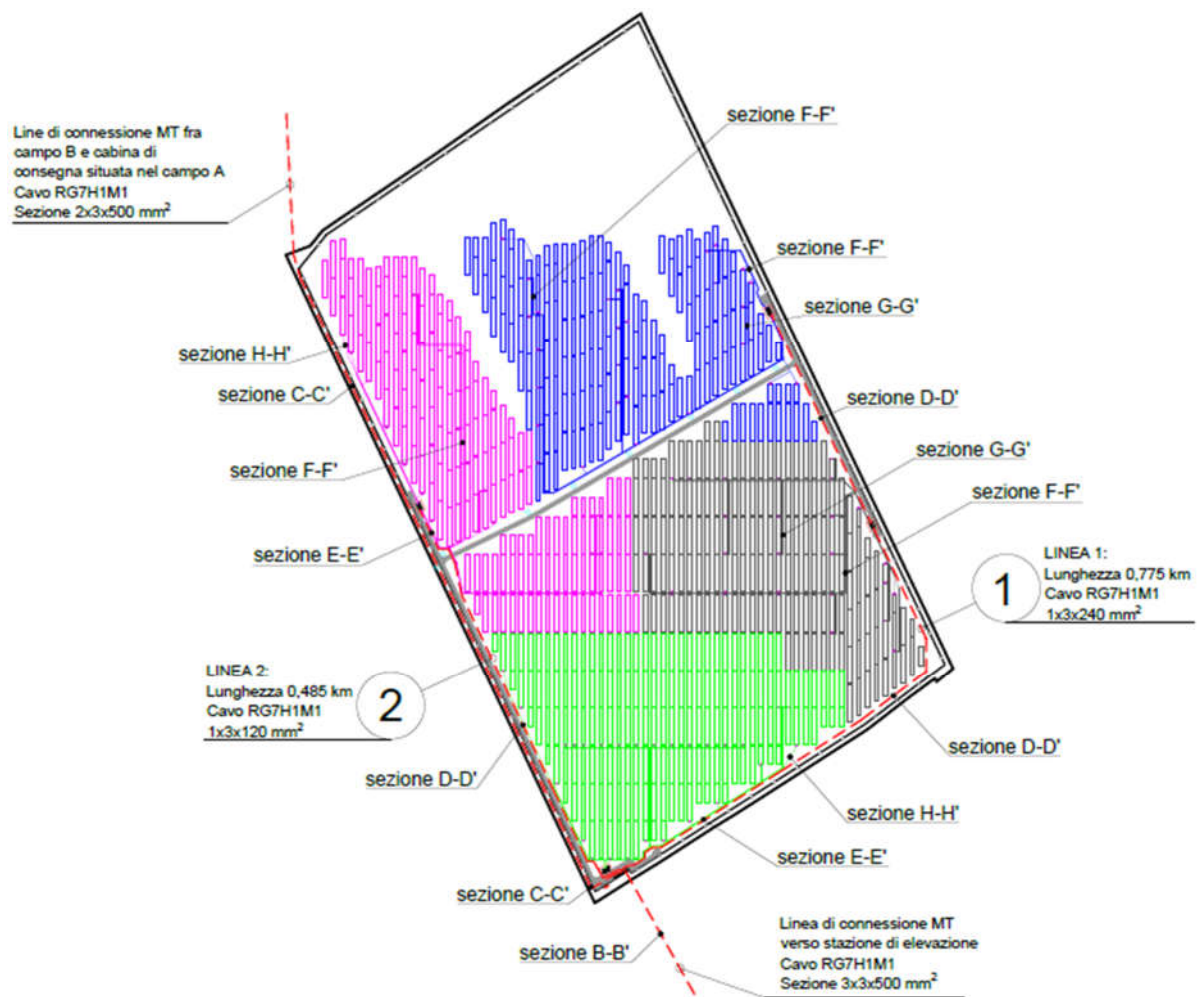 sezione F-F'
Line di connessione MT fra
campo B e cabina di
consegna situata nel campo A
Cavo RG7H1M1
Sezione 2x3x500 mm²
sezione F-F'
sezione G-G'
sezione H-H'
sezione C-C'
sezione D-D'
sezione G-G'
sezione F-F'
sezione F-F'
sezione E-E'
1
LINEA 1:
Lunghezza 0,775 km
Cavo RG7H1M1
1x3x240 mm²
LINEA 2:
Lunghezza 0,485 km
Cavo RG7H1M1
1x3x120 mm²
2
sezione D-D'
sezione D-D'
sezione H-H'
sezione E-E'
sezione C-C'
sezione B-B'
Linea di connessione MT
verso stazione di elevazione
Cavo RG7H1M1
Sezione 3x3x500 mm²